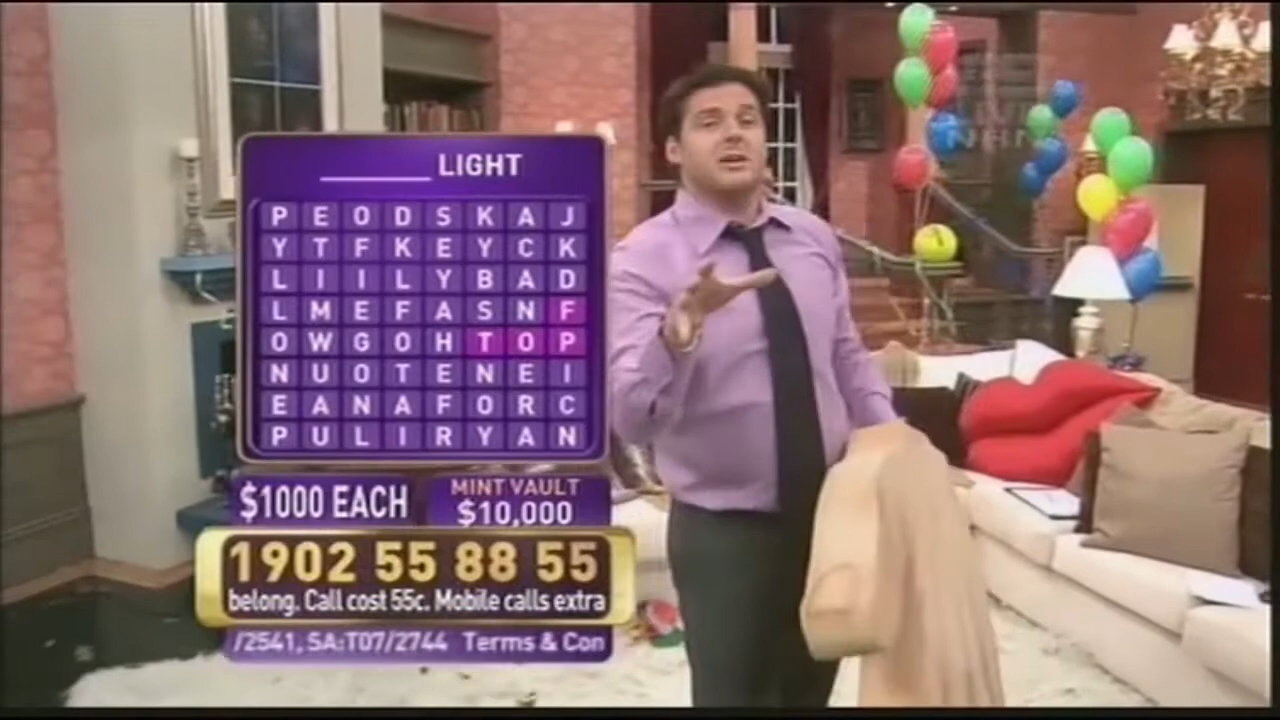 ______ LIGHT
P E O D S K A J
Y T F K E Y C K
L I I L Y B A D
L M E F A S N F
O W G O H T O P
N U O T E N E I
E A N A F O R C
P U L I R Y A N
$1000 EACH
MINT VAULT
$10,000
1902 55 88 55
belong. Call cost 55c. Mobile calls extra
/2541, SA:T07/2744 Terms & Con